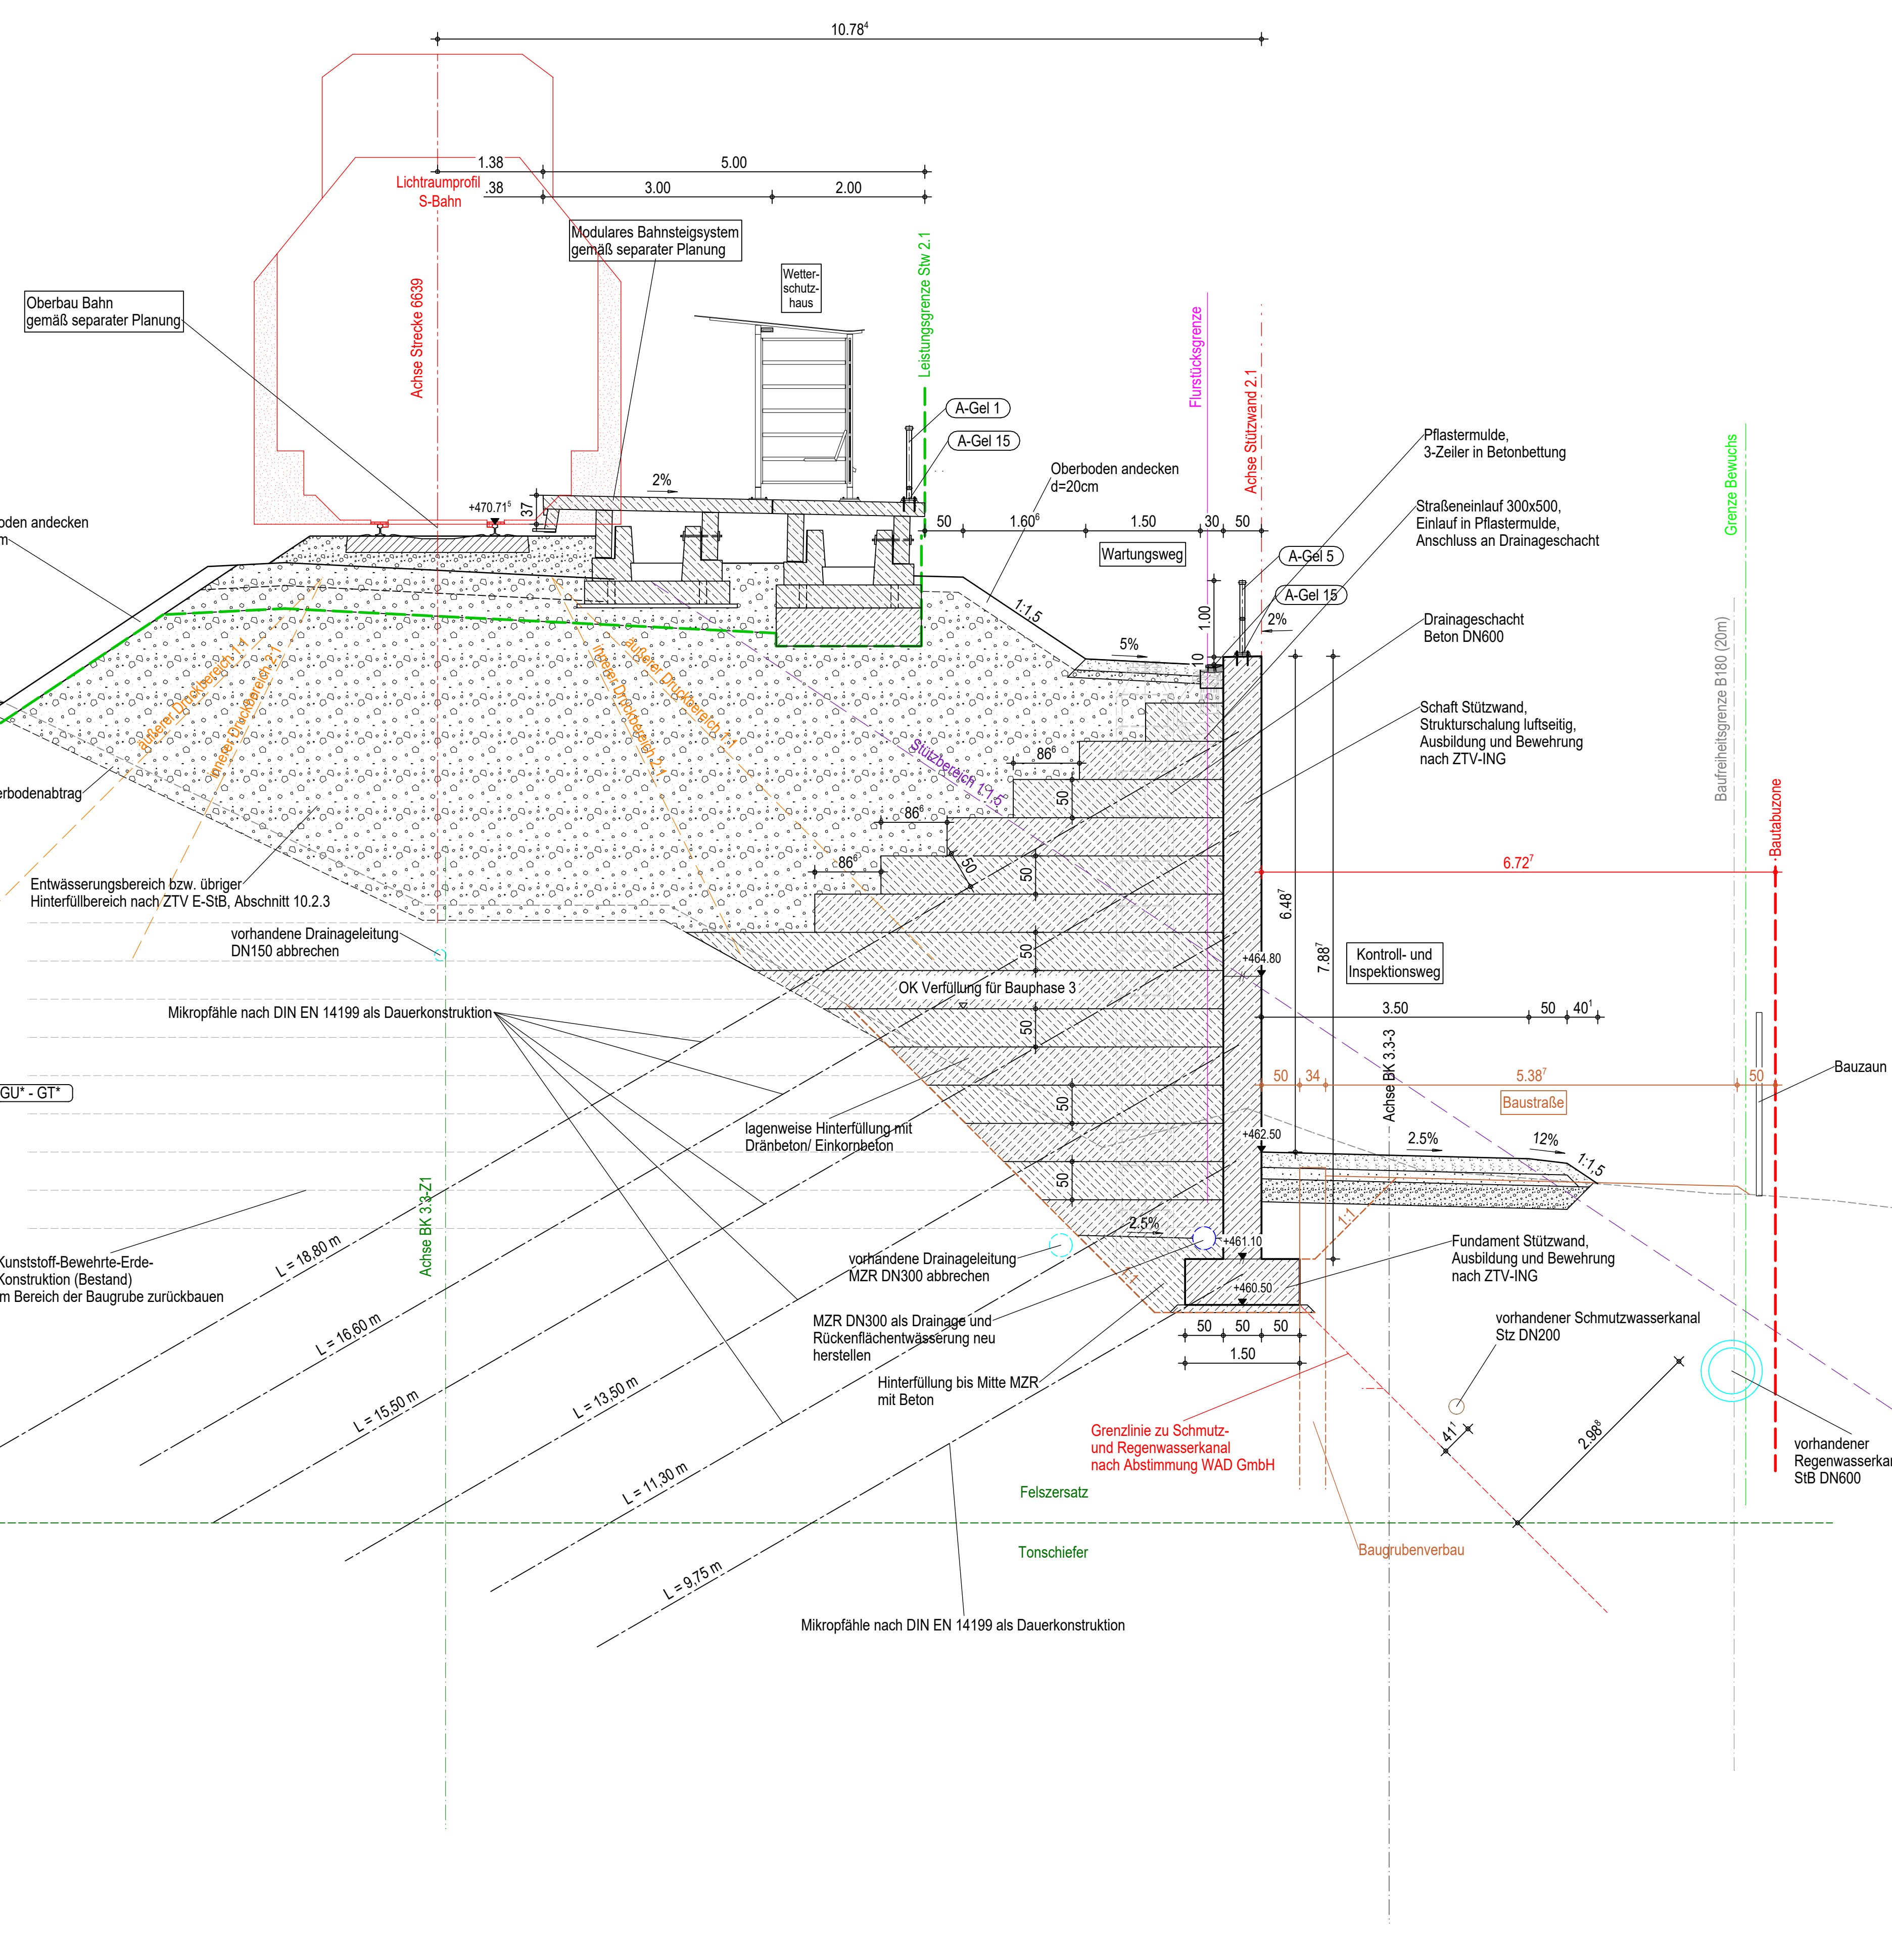 10.78⁴
1.38
5.00
.38
3.00
2.00
Lichtraumprofil
S-Bahn
Modulares Bahnsteigsystem
gemäß separater Planung
Wetter-
schutz-
haus
Oberbau Bahn
gemäß separater Planung
Achse Strecke 6639
Leistungsgrenze Stw 2.1
Flurstücksgrenze
Achse Stützwand 2.1
A-Gel 1
A-Gel 15
Pflastermulde,
3-Zeiler in Betonbettung
Grenze Bewuchs
Oberboden andecken
d=20cm
2%
+470.71⁵
37
50
1.60⁶
1.50
30
50
Wartungsweg
Straßeneinlauf 300x500,
Einlauf in Pflastermulde,
Anschluss an Drainageschacht
oden andecken
m
A-Gel 5
A-Gel 15
1:1,5
1.00
2%
Drainageschacht
Beton DN600
5%
10
äußerer Druckbereich 1:1
innerer Druckbereich 2:1
innerer Druckbereich 2:1
äußerer Druckbereich 1:1
Stützbereich 1:1,5
Baufreiheitsgrenze B180 (20m)
Schaft Stützwand,
Strukturschalung luftseitig,
Ausbildung und Bewehrung
nach ZTV-ING
Bautabuzone
erbodenabtrag
86⁶
50
86⁶
86⁶
50
50
6.72⁷
Entwässerungsbereich bzw. übriger
Hinterfüllbereich nach ZTV E-StB, Abschnitt 10.2.3
6.48⁷
7.88⁷
vorhandene Drainageleitung
DN150 abbrechen
50
+464.80
Kontroll- und
Inspektionsweg
OK Verfüllung für Bauphase 3
Mikropfähle nach DIN EN 14199 als Dauerkonstruktion
50
3.50
50
40¹
Achse BK 3.3-3
Bauzaun
GU* - GT*
50
34
5.38⁷
50
Baustraße
50
lagenweise Hinterfüllung mit
Dränbeton/ Einkornbeton
+462.50
2.5%
12%
1:1,5
50
Achse BK 3.3-Z1
2.5%
1:1
+461.10
Kunststoff-Bewehrte-Erde-
Konstruktion (Bestand)
m Bereich der Baugrube zurückbauen
L = 18,80 m
vorhandene Drainageleitung
MZR DN300 abbrechen
1:1
+460.50
Fundament Stützwand,
Ausbildung und Bewehrung
nach ZTV-ING
L = 16,60 m
MZR DN300 als Drainage und
Rückenflächentwässerung neu
herstellen
50
50
50
1.50
vorhandener Schmutzwasserkanal
Stz DN200
L = 15,50 m
L = 13,50 m
Hinterfüllung bis Mitte MZR
mit Beton
Grenzlinie zu Schmutz-
und Regenwasserkanal
nach Abstimmung WAD GmbH
41¹
2.98⁸
vorhandener
Regenwasserka
StB DN600
L = 11,30 m
Felszersatz
Tonschiefer
Baugrubenverbau
L = 9,75 m
Mikropfähle nach DIN EN 14199 als Dauerkonstruktion